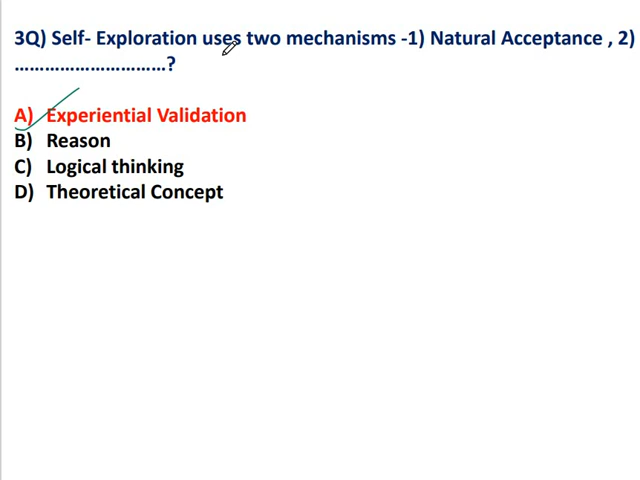 3Q) Self- Exploration uses two mechanisms -1) Natural Acceptance , 2)
…………………………?
A) Experiential Validation
B) Reason
C) Logical thinking
D) Theoretical Concept